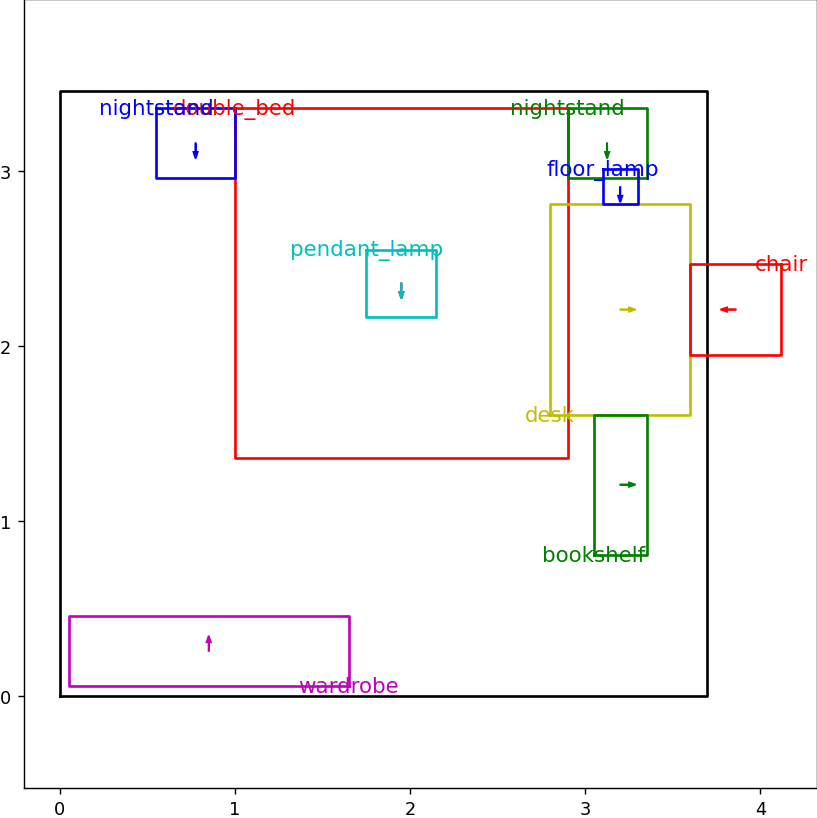 nightstand
double_bed
nightstand
floor_lamp
pendant_lamp
chair
desk
bookshelf
wardrobe
3
2
1
0
0 1 2 3 4